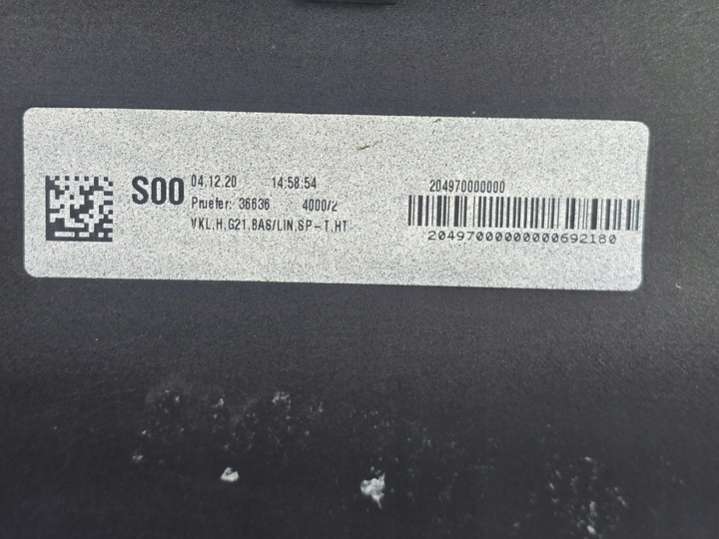 S00
04.12.20 14:58:54
Pruefer: 36636 4000/2
VKL,H,G21,BAS/LIN,SP-T,HT
204970000000
20497000000000692180